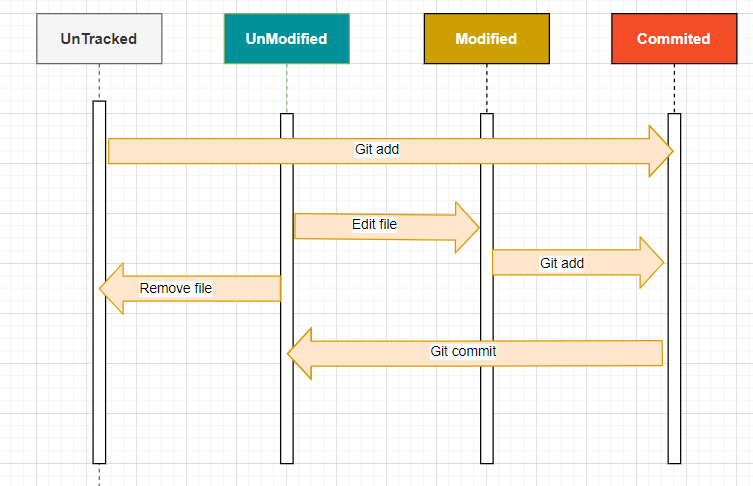 UnTracked
UnModified
Modified
Commited
Git add
Edit file
Git add
Remove file
Git commit